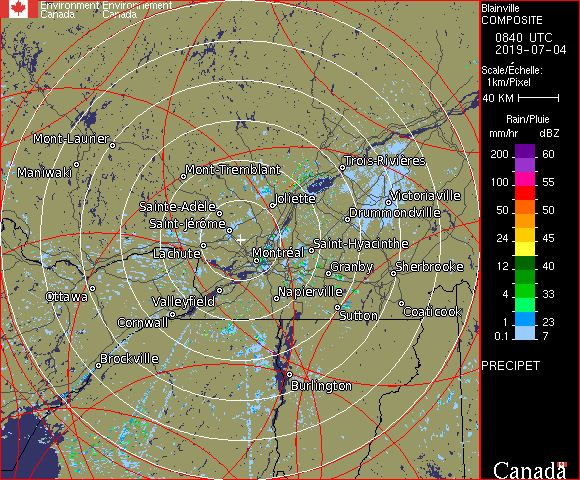 Environment Environnement
Canada Canada
Blainville
COMPOSITE
0840 UTC
2019-07-04
Scale/Échelle:
1km/Pixel
40 KM
Rain/Pluie
mm/hr dBZ
200 60
55
100 55
50 50
24 45
12 40
4 33
1 23
0.1 7
PRECIPET
Canada
Mont-Laurier
Maniwaki
Mont-Tremblant
Trois-Rivières
Sainte-Adele
Joliette
Victoriaville
Drummondville
Saint-Jérôme
Saint-Hyacinthe
Lachute
Montréal
Granby
Sherbrooke
Ottawa
Valleyfield
Napierville
Cornwall
Sutton
Coaticook
Brockville
Burlington